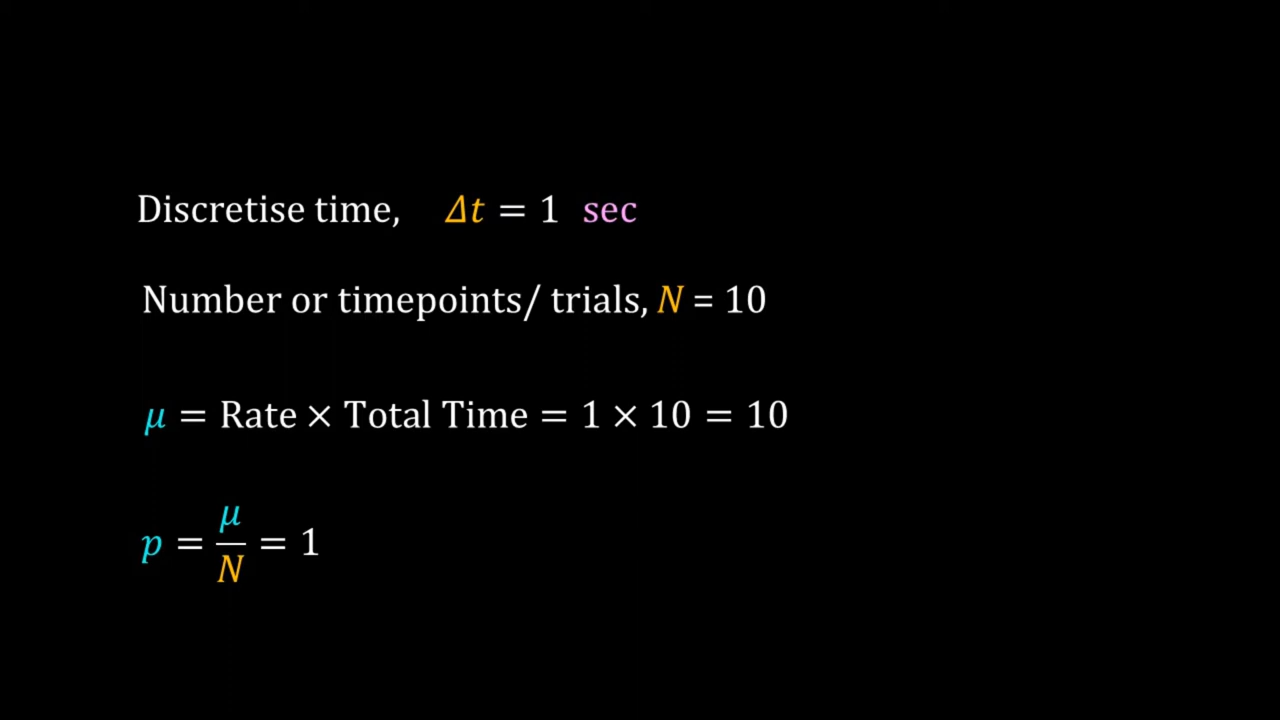 Discretise time, Δt = 1 sec
Number or timepoints/ trials, N = 10
μ = Rate × Total Time = 1 × 10 = 10
p = μ/N = 1